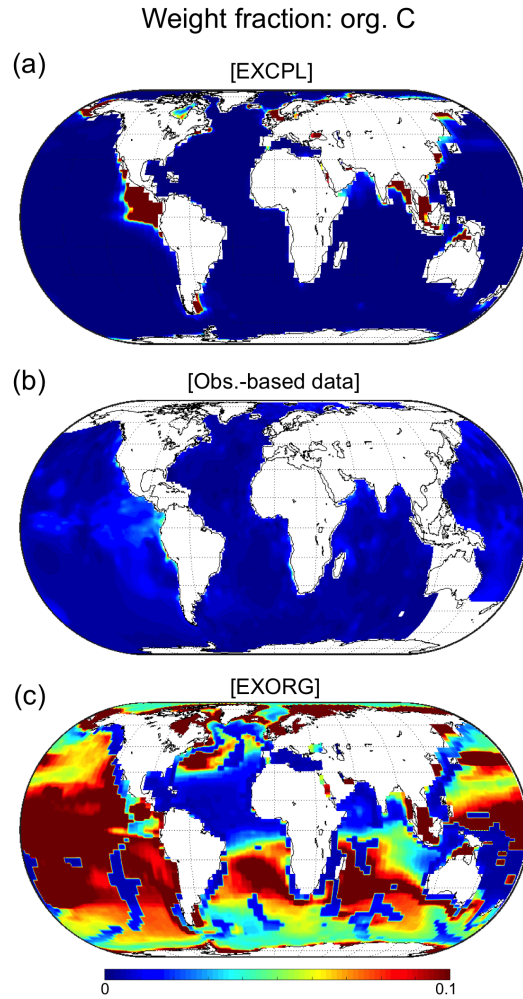 Weight fraction: org. C
(a)
[EXCPL]
(b)
[Obs.-based data]
(c)
[EXORG]
0
0.1